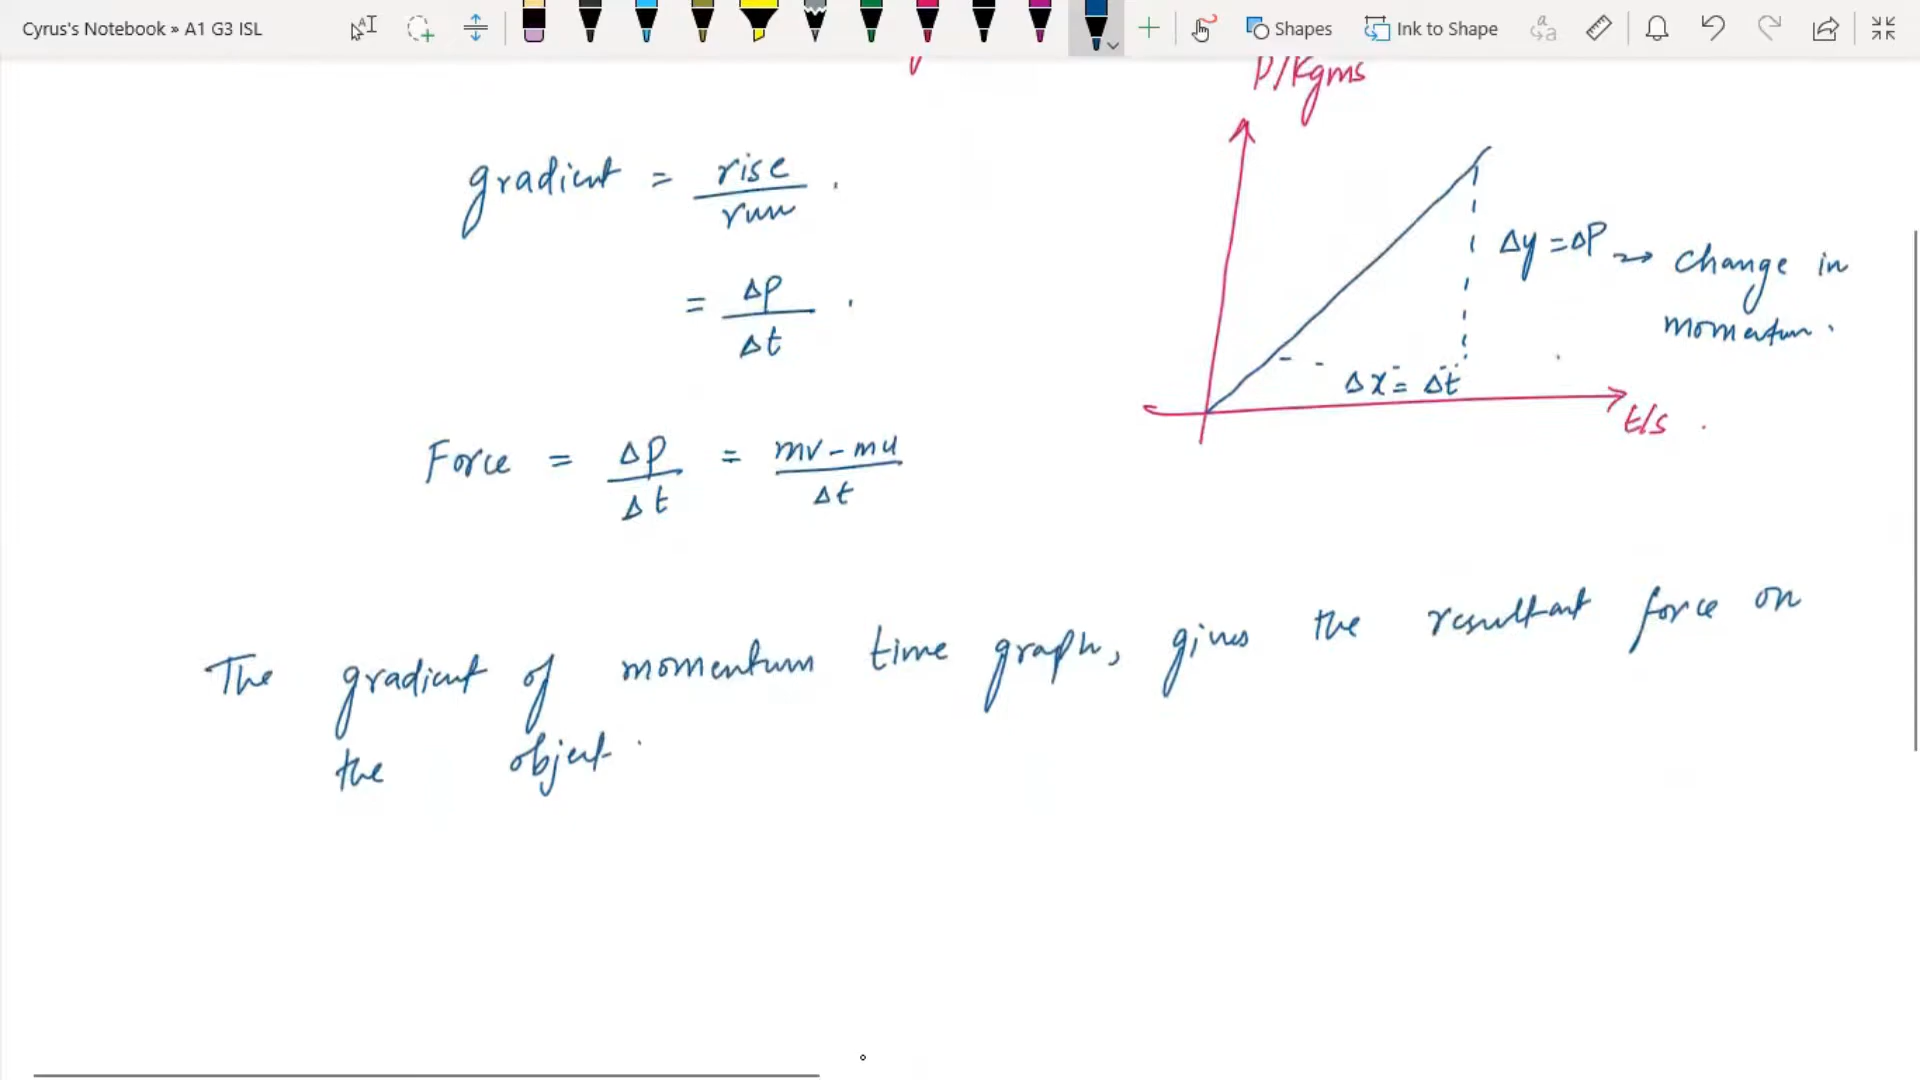 Cyrus's Notebook » A1 G3 ISL
Shapes
Ink to Shape
P/Kgms
gradient = rise / run .
= Δp / Δt .
Δy = ΔP → change in
momentum .
Δx = Δt
t/s .
Force = Δp / Δt = mv - mu / Δt
The gradient of momentum time graph, gives the resultant force on
the object .